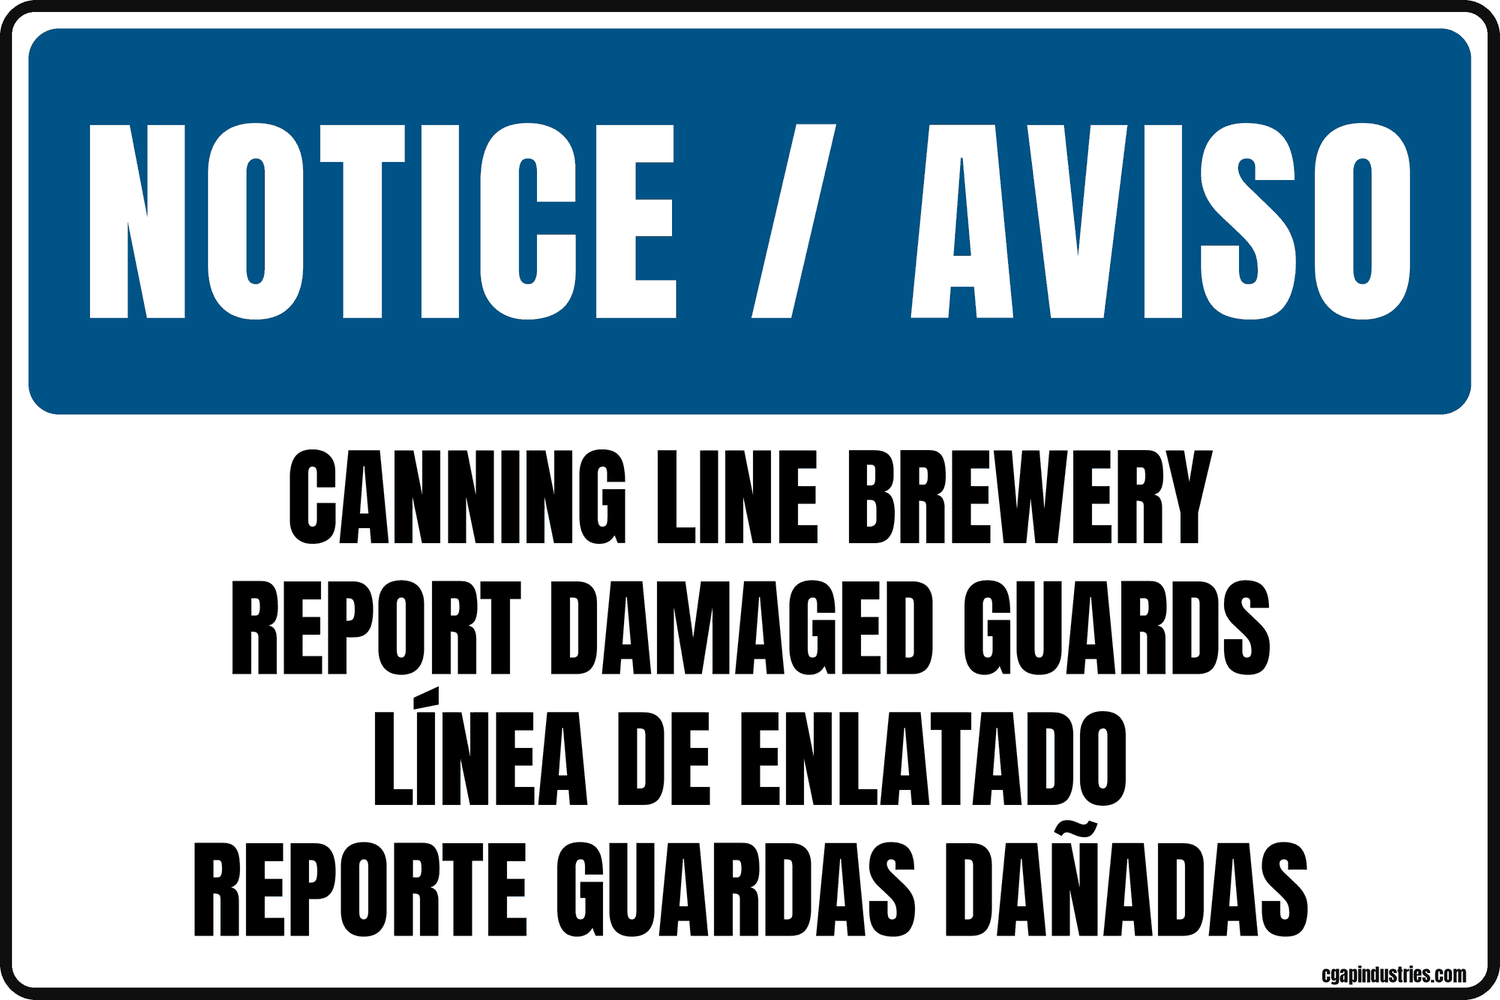 NOTICE / AVISO
CANNING LINE BREWERY
REPORT DAMAGED GUARDS
LÍNEA DE ENLATADO
REPORTE GUARDAS DAÑADAS
cgapindustries.com